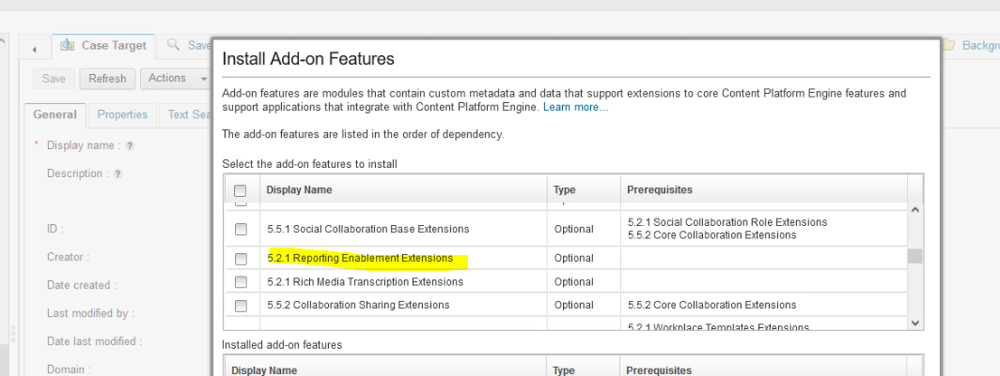 Case Target
Save
Backgro
Save
Refresh
Actions
General
Properties
Text Sea
* Display name : ?
Description : ?
ID :
Creator :
Date created :
Last modified by :
Date last modified :
Domain :
Install Add-on Features
Add-on features are modules that contain custom metadata and data that support extensions to core Content Platform Engine features and
support applications that integrate with Content Platform Engine. Learn more...
The add-on features are listed in the order of dependency.
Select the add-on features to install
Display Name Type Prerequisites
5.5.1 Social Collaboration Base Extensions Optional 5.2.1 Social Collaboration Role Extensions
5.5.2 Core Collaboration Extensions
5.2.1 Reporting Enablement Extensions Optional
5.2.1 Rich Media Transcription Extensions Optional
5.5.2 Collaboration Sharing Extensions Optional 5.5.2 Core Collaboration Extensions
5.2.1 Workplace Templates Extensions
Installed add-on features
Display Name Type Prerequisites